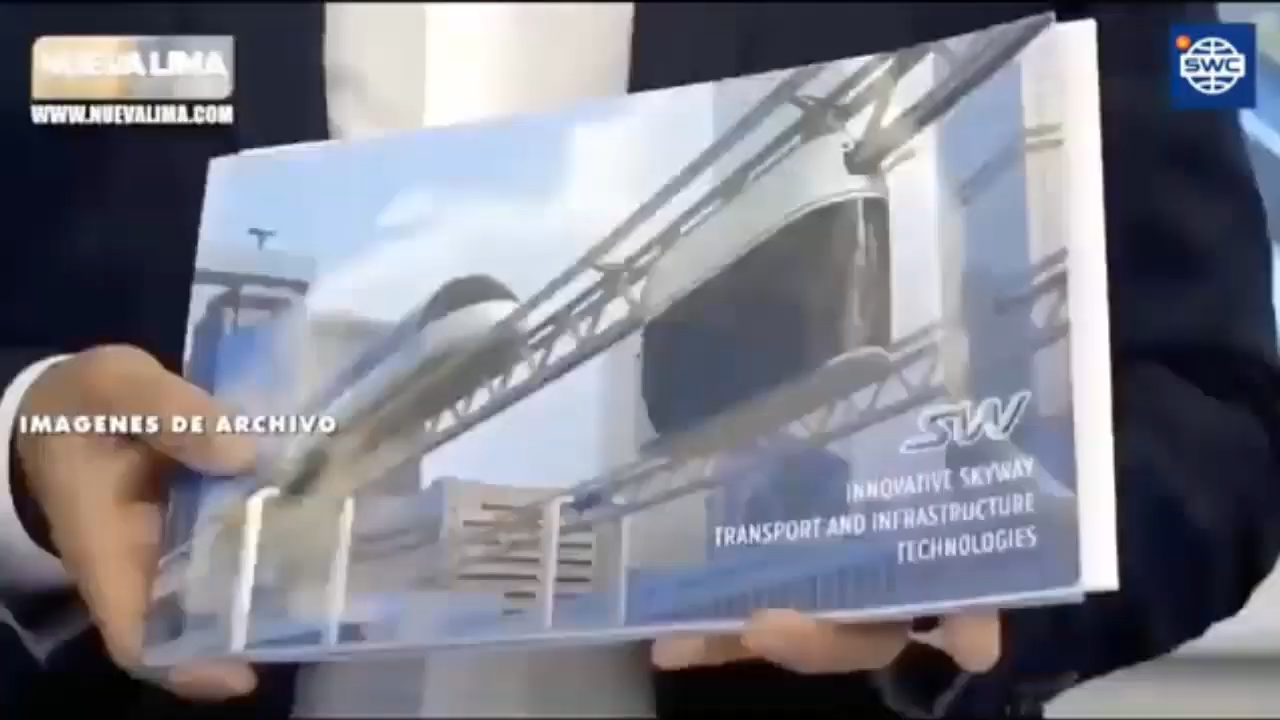 NUEVA LIMA
WWW.NUEVALIMA.COM
SWC
IMAGENES DE ARCHIVO
SW
INNOVATIVE SKYWAY
TRANSPORT AND INFRASTRUCTURE
TECHNOLOGIES